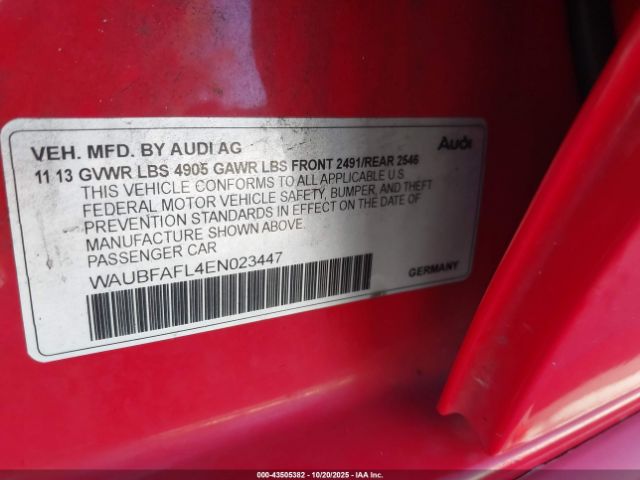 VEH. MFD. BY AUDI AG
Audi
11 13 GVWR LBS 4905 GAWR LBS FRONT 2491/REAR 2546
THIS VEHICLE CONFORMS TO ALL APPLICABLE U.S.
FEDERAL MOTOR VEHICLE SAFETY, BUMPER, AND THEFT
PREVENTION STANDARDS IN EFFECT ON THE DATE OF
MANUFACTURE SHOWN ABOVE.
PASSENGER CAR
WAUBFAFL4EN023447
GERMANY
000-43505382 | 10/20/2025 - IAAI, Inc.